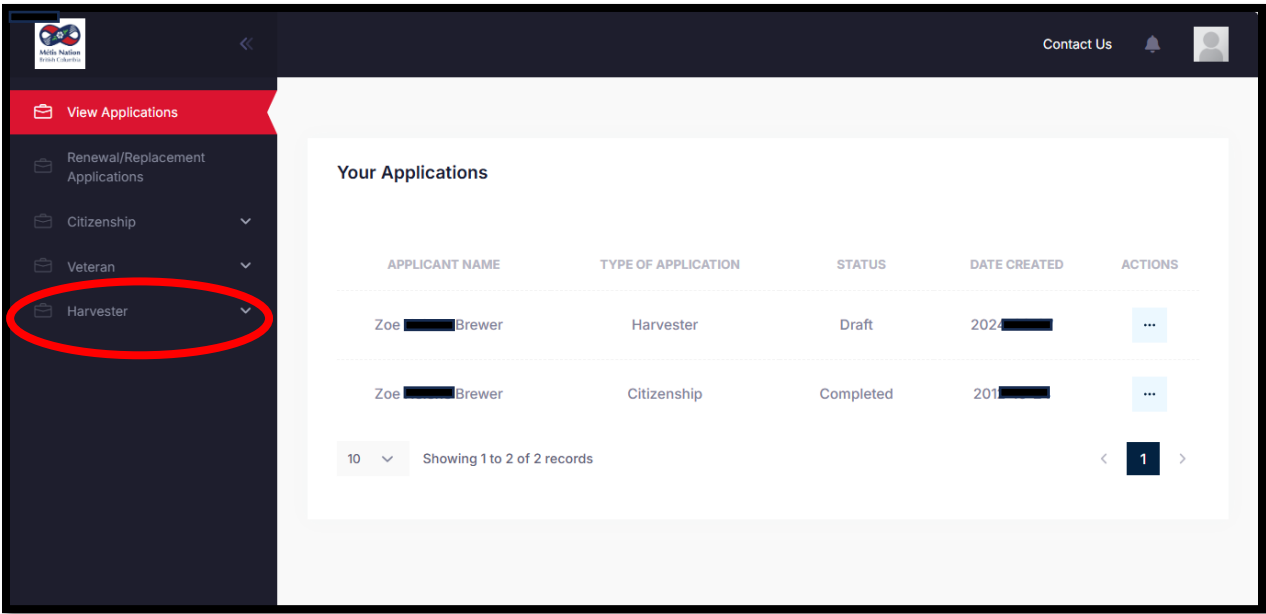 Métis Nation
British Columbia
Contact Us
View Applications
Renewal/Replacement
Applications
Citizenship
Veteran
Harvester
Your Applications
APPLICANT NAME TYPE OF APPLICATION STATUS DATE CREATED ACTIONS
Zoe Brewer Harvester Draft 2024 ...
Zoe Brewer Citizenship Completed 201 ...
10 Showing 1 to 2 of 2 records < 1 >